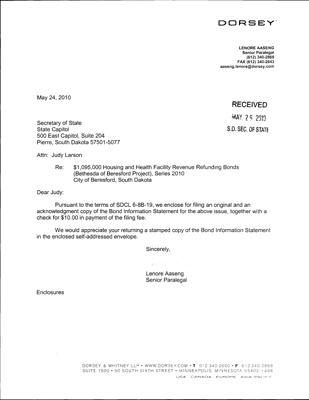 DORSEY
LENORE AASENG
Senior Paralegal
(612) 340-2869
FAX (612) 340-2643
aaseng.lenore@dorsey.com
May 24, 2010
RECEIVED
MAY 25 2010
S.D. SEC. OF STATE
Secretary of State
State Capitol
500 East Capitol, Suite 204
Pierre, South Dakota 57501-5077
Attn: Judy Larson
Re: $1,095,000 Housing and Health Facility Revenue Refunding Bonds
(Bethesda of Beresford Project), Series 2010
City of Beresford, South Dakota
Dear Judy:
Pursuant to the terms of SDCL 6-8B-19, we enclose for filing an original and an
acknowledgment copy of the Bond Information Statement for the above issue, together with a
check for $10.00 in payment of the filing fee.
We would appreciate your returning a stamped copy of the Bond Information Statement
in the enclosed self-addressed envelope.
Sincerely,
Lenore Aaseng
Senior Paralegal
Enclosures
DORSEY & WHITNEY LLP • WWW.DORSEY.COM • T 612.340.2600 • F 612.340.2868
SUITE 1500 • 50 SOUTH SIXTH STREET • MINNEAPOLIS, MINNESOTA 55402-1498
USA CANADA EUROPE